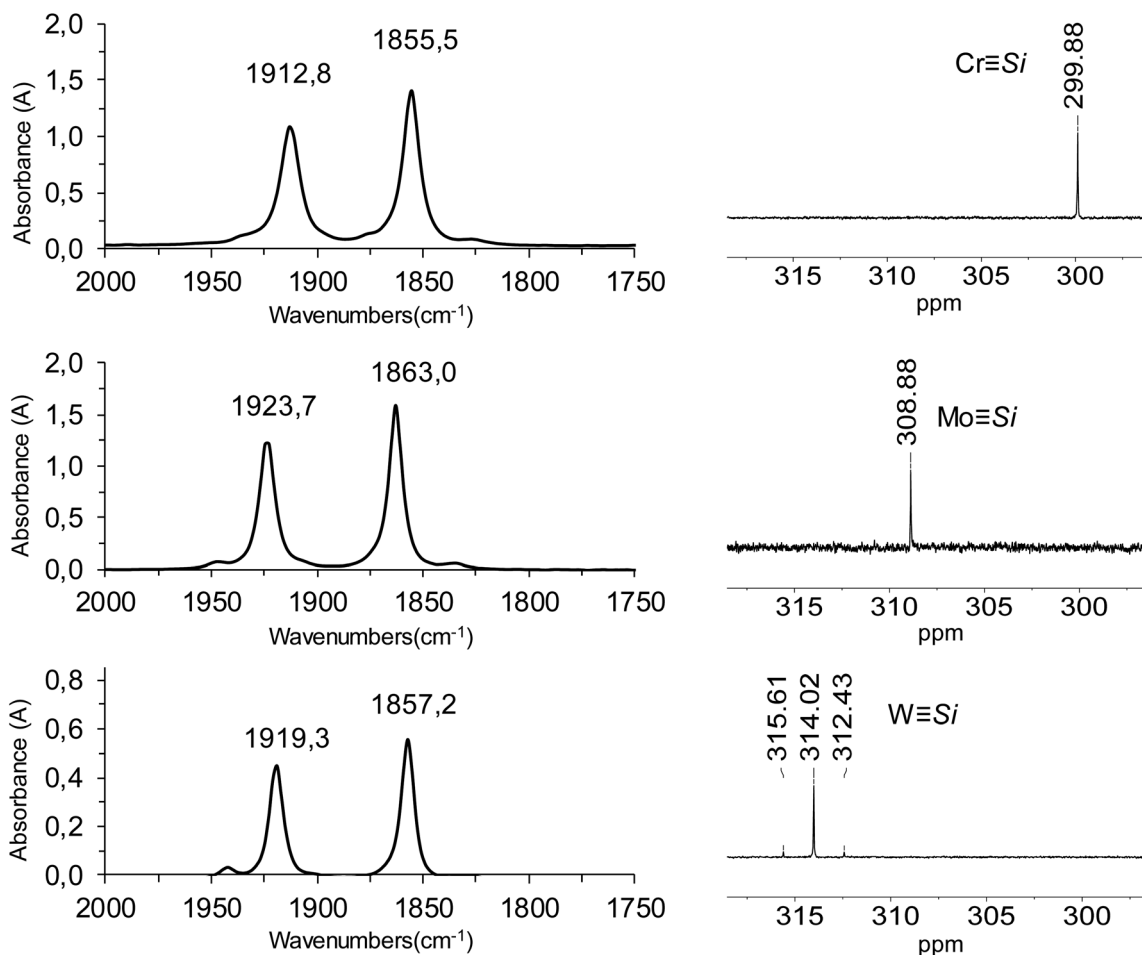 2,0
1,5
1,0
0,5
0,0
Absorbance (A)
1912,8
1855,5
2000 1950 1900 1850 1800 1750
Wavenumbers(cm-1)
Cr≡Si
299.88
315 310 305 300
ppm
2,0
1,5
1,0
0,5
0,0
Absorbance (A)
1923,7
1863,0
2000 1950 1900 1850 1800 1750
Wavenumbers(cm-1)
308.88
Mo≡Si
315 310 305 300
ppm
0,8
0,6
0,4
0,2
0,0
Absorbance (A)
1919,3
1857,2
2000 1950 1900 1850 1800 1750
Wavenumbers(cm-1)
315.61
314.02
312.43
W≡Si
315 310 305 300
ppm